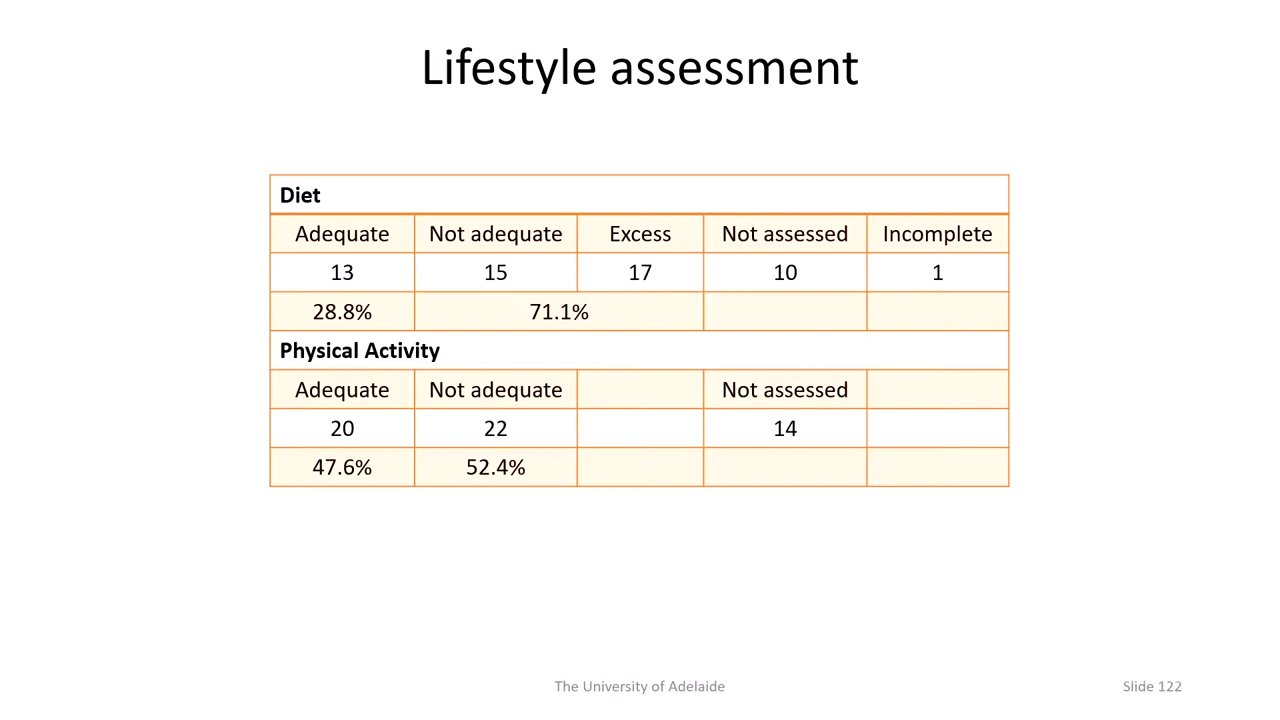 Lifestyle assessment
Diet
Adequate Not adequate Excess Not assessed Incomplete
13 15 17 10 1
28.8% 71.1%
Physical Activity
Adequate Not adequate Not assessed
20 22 14
47.6% 52.4%
The University of Adelaide Slide 122